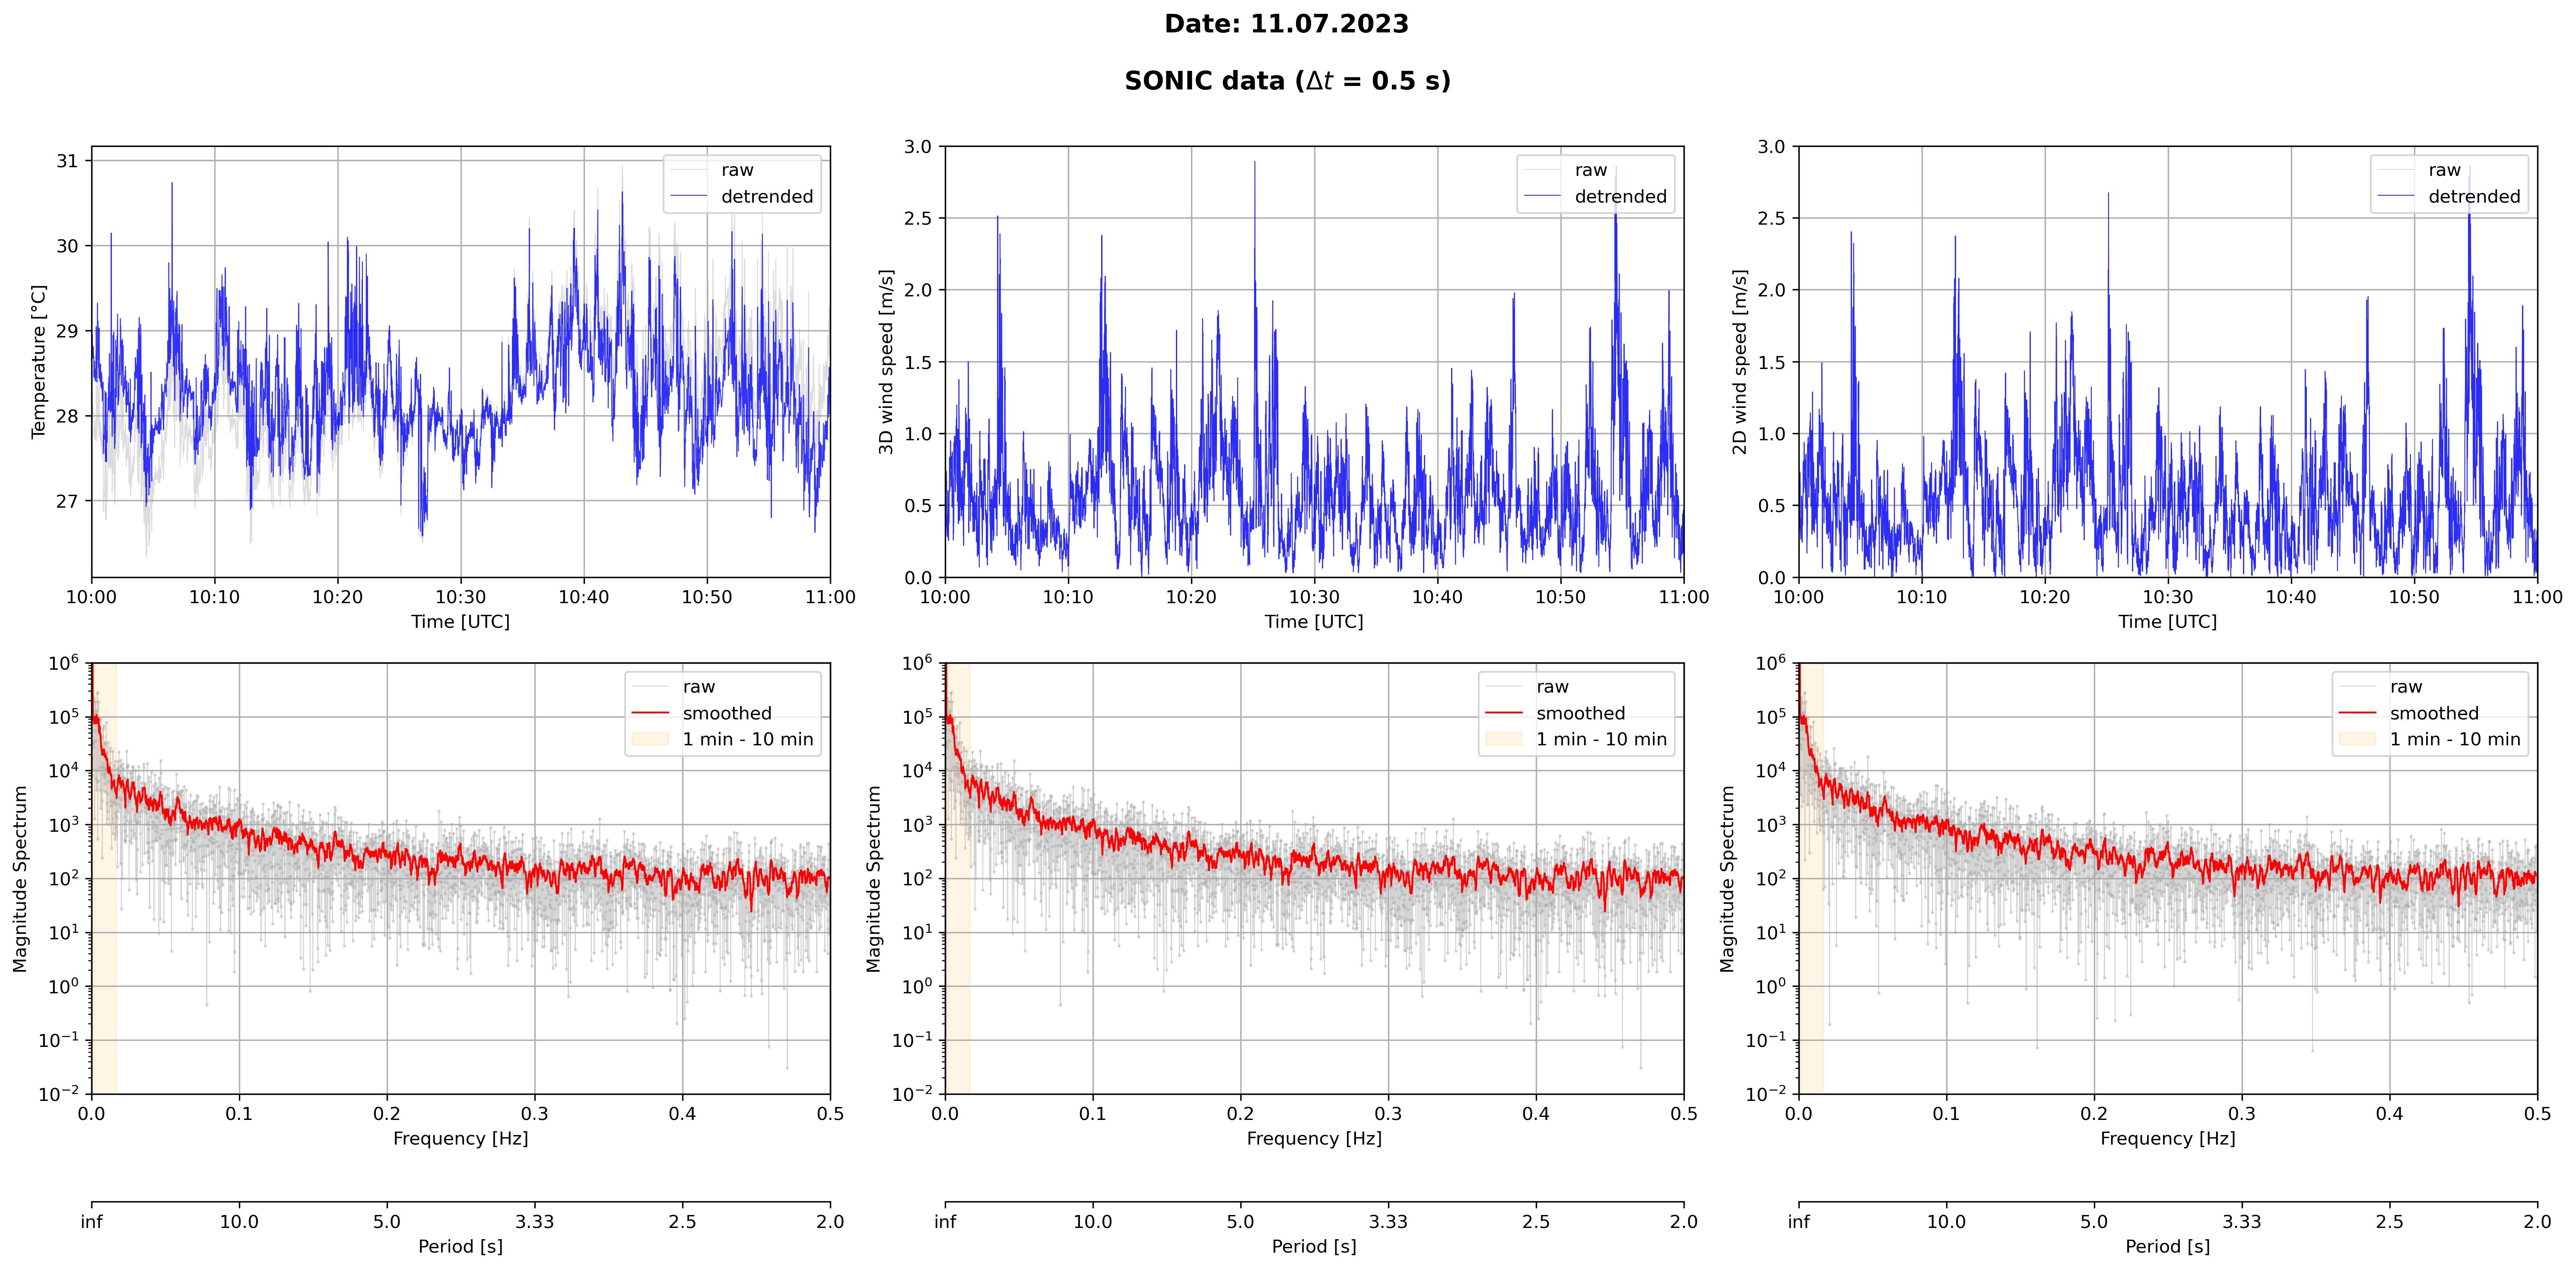 Date: 11.07.2023
SONIC data (Δt = 0.5 s)
Temperature [°C]
31
30
29
28
27
raw
detrended
10:00 10:10 10:20 10:30 10:40 10:50 11:00
Time [UTC]
3D wind speed [m/s]
3.0
2.5
2.0
1.5
1.0
0.5
0.0
raw
detrended
10:00 10:10 10:20 10:30 10:40 10:50 11:00
Time [UTC]
2D wind speed [m/s]
3.0
2.5
2.0
1.5
1.0
0.5
0.0
raw
detrended
10:00 10:10 10:20 10:30 10:40 10:50 11:00
Time [UTC]
Magnitude Spectrum
10⁶
10⁵
10⁴
10³
10²
10¹
10⁰
10⁻¹
10⁻²
raw
smoothed
1 min - 10 min
0.0 0.1 0.2 0.3 0.4 0.5
Frequency [Hz]
inf 10.0 5.0 3.33 2.5 2.0
Period [s]
Magnitude Spectrum
10⁶
10⁵
10⁴
10³
10²
10¹
10⁰
10⁻¹
10⁻²
raw
smoothed
1 min - 10 min
0.0 0.1 0.2 0.3 0.4 0.5
Frequency [Hz]
inf 10.0 5.0 3.33 2.5 2.0
Period [s]
Magnitude Spectrum
10⁶
10⁵
10⁴
10³
10²
10¹
10⁰
10⁻¹
10⁻²
raw
smoothed
1 min - 10 min
0.0 0.1 0.2 0.3 0.4 0.5
Frequency [Hz]
inf 10.0 5.0 3.33 2.5 2.0
Period [s]